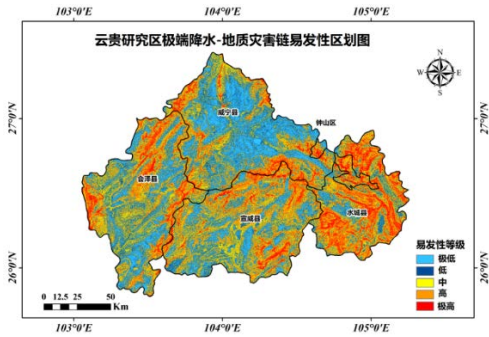 103°0'E 104°0'E 105°0'E
云贵研究区极端降水-地质灾害链易发性区划图
N
W E
S
27°0'N 27°0'N
威宁县
钟山区
会泽县
宣威县
水城县
26°0'N 26°0'N
易发性等级
极低
低
中
高
极高
0 12.5 25 50
Km
103°0'E 104°0'E 105°0'E